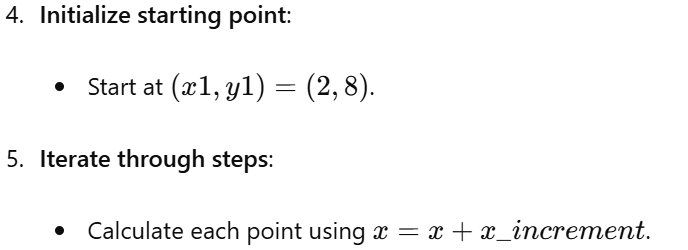 4. Initialize starting point:
• Start at (x1, y1) = (2, 8).
5. Iterate through steps:
• Calculate each point using x = x + x_increment.